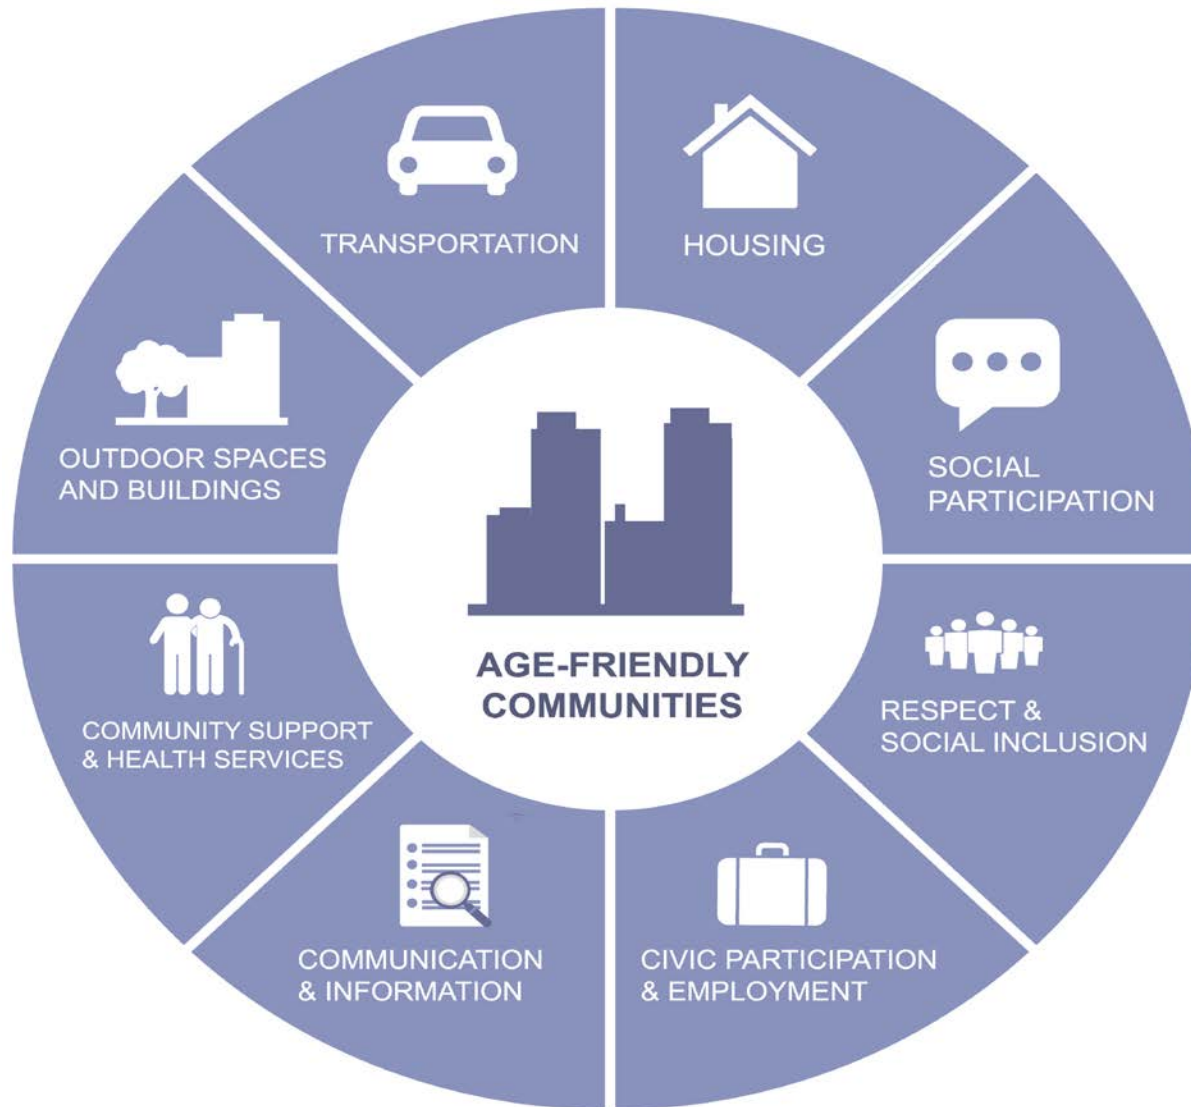 TRANSPORTATION
HOUSING
OUTDOOR SPACES
AND BUILDINGS
SOCIAL
PARTICIPATION
AGE-FRIENDLY
COMMUNITIES
COMMUNITY SUPPORT
& HEALTH SERVICES
RESPECT &
SOCIAL INCLUSION
COMMUNICATION
& INFORMATION
CIVIC PARTICIPATION
& EMPLOYMENT